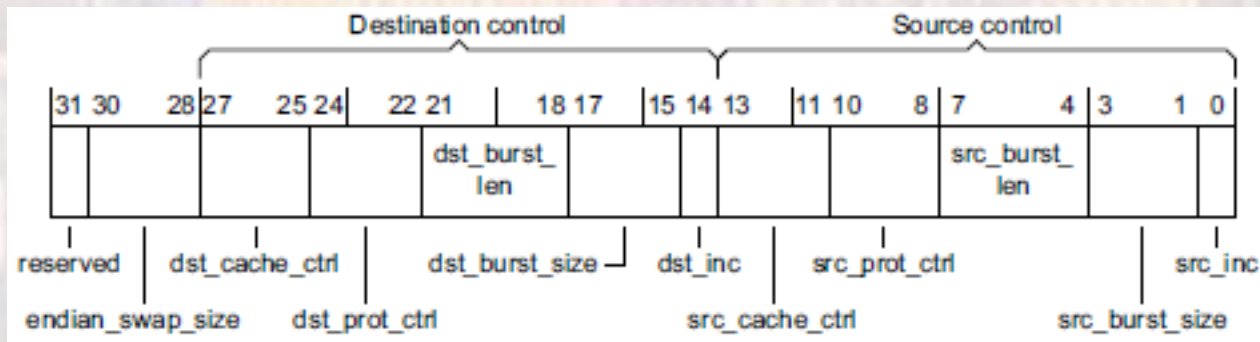 Destination control Source control
31 30 28 27 25 24 22 21 18 17 15 14 13 11 10 8 7 4 3 1 0
dst_burst_ src_burst_
len len
reserved dst_cache_ctrl dst_burst_size dst_inc src_prot_ctrl src_inc
endian_swap_size dst_prot_ctrl src_cache_ctrl src_burst_size